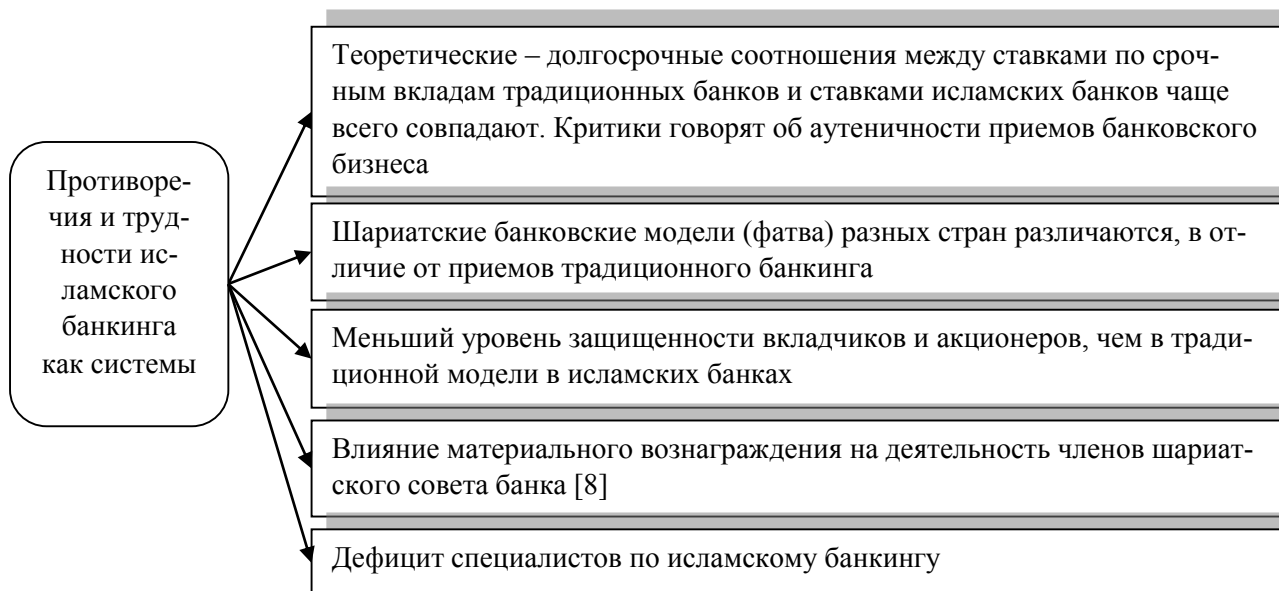 Противоре-
чия и труд-
ности ис-
ламского
банкинга
как системы
Теоретические – долгосрочные соотношения между ставками по сроч-
ным вкладам традиционных банков и ставками исламских банков чаще
всего совпадают. Критики говорят об аутеничности приемов банковского
бизнеса
Шариатские банковские модели (фатва) разных стран различаются, в от-
личие от приемов традиционного банкинга
Меньший уровень защищенности вкладчиков и акционеров, чем в тради-
ционной модели в исламских банках
Влияние материального вознаграждения на деятельность членов шариат-
ского совета банка [8]
Дефицит специалистов по исламскому банкингу